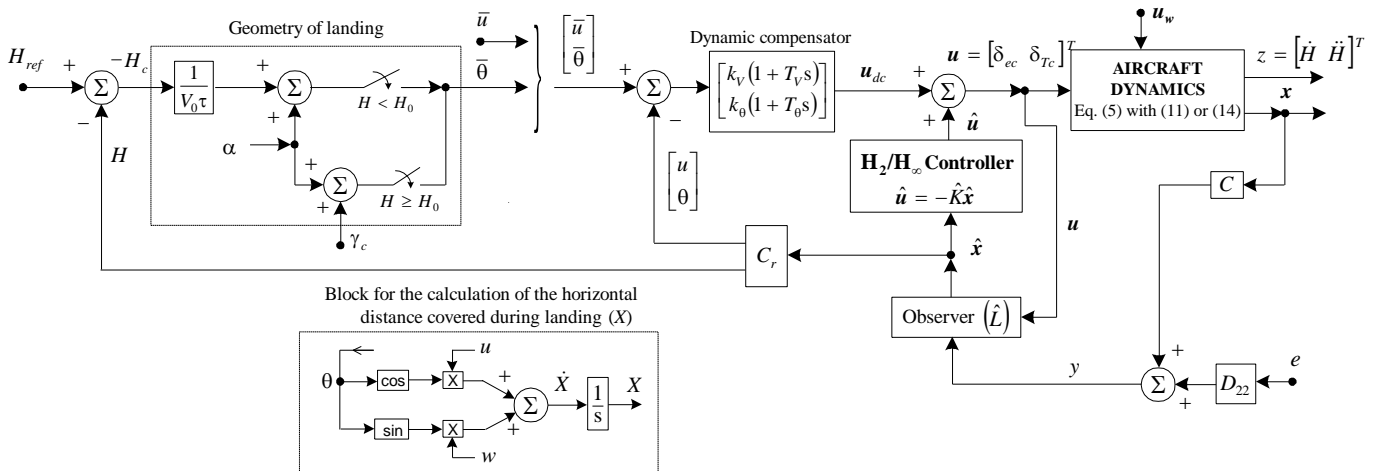 Geometry of landing
H_ref
+
−
Σ
−H_c
1/(V_0τ)
+
+
Σ
H < H_0
α
+
+
Σ
H ≥ H_0
γ_c
H
ū
θ̄
}
[ū θ̄]
+
−
Σ
[u θ]
Dynamic compensator
[k_V(1 + T_V s)
k_θ(1 + T_θ s)]
u_dc
+
+
Σ
û
u = [δ_ec δ_Tc]^T
u_w
AIRCRAFT
DYNAMICS
Eq. (5) with (11) or (14)
z = [Ḣ Ḧ]^T
x
C
H_2/H_∞ Controller
û = −K̂x̂
u
C_r
x̂
Observer (L̂)
y
+
+
Σ
D_22
e
Block for the calculation of the horizontal
distance covered during landing (X)
θ
cos
X
u
sin
X
w
+
+
Σ
Ẋ
1/s
X